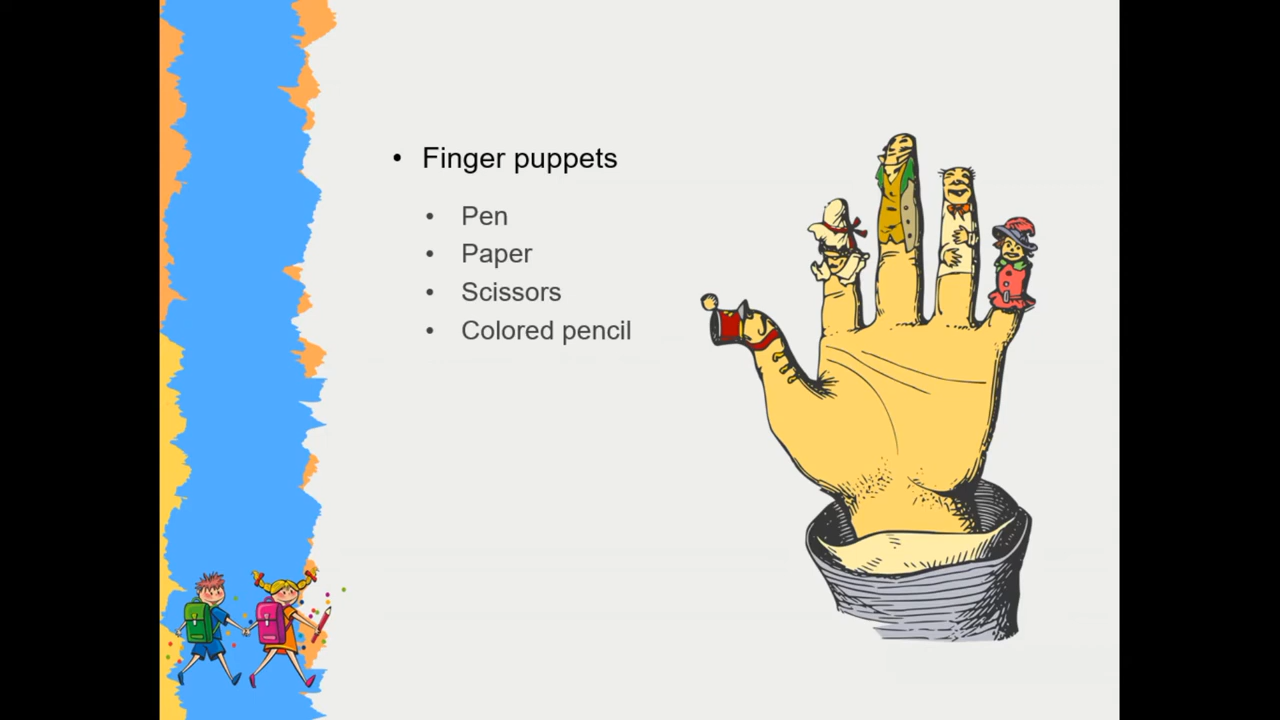 • Finger puppets
• Pen
• Paper
• Scissors
• Colored pencil